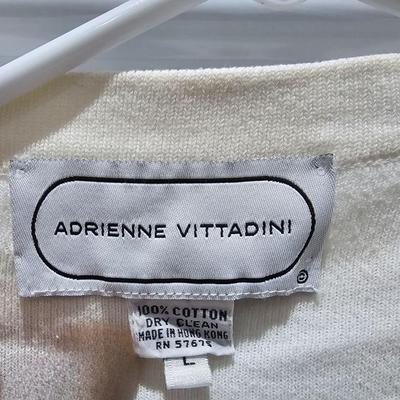 ADRIENNE VITTADINI
©
100% COTTON
DRY CLEAN
MADE IN HONG KONG
RN 57675
L